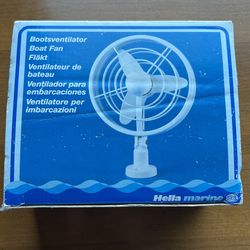 Bootsventilator
Boat Fan
Fläkt
Ventilateur de
bateau
Ventilador para
embarcaciones
Ventilatore per
imbarcazioni
Hella marine